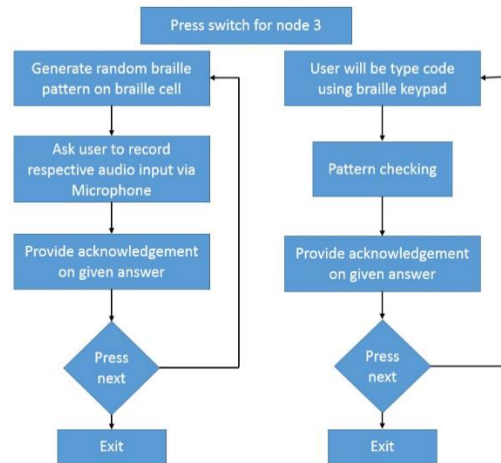 Press switch for node 3
Generate random braille
pattern on braille cell
Ask user to record
respective audio input via
Microphone
Provide acknowledgement
on given answer
Press
next
Exit
User will be type code
using braille keypad
Pattern checking
Provide acknowledgement
on given answer
Press
next
Exit